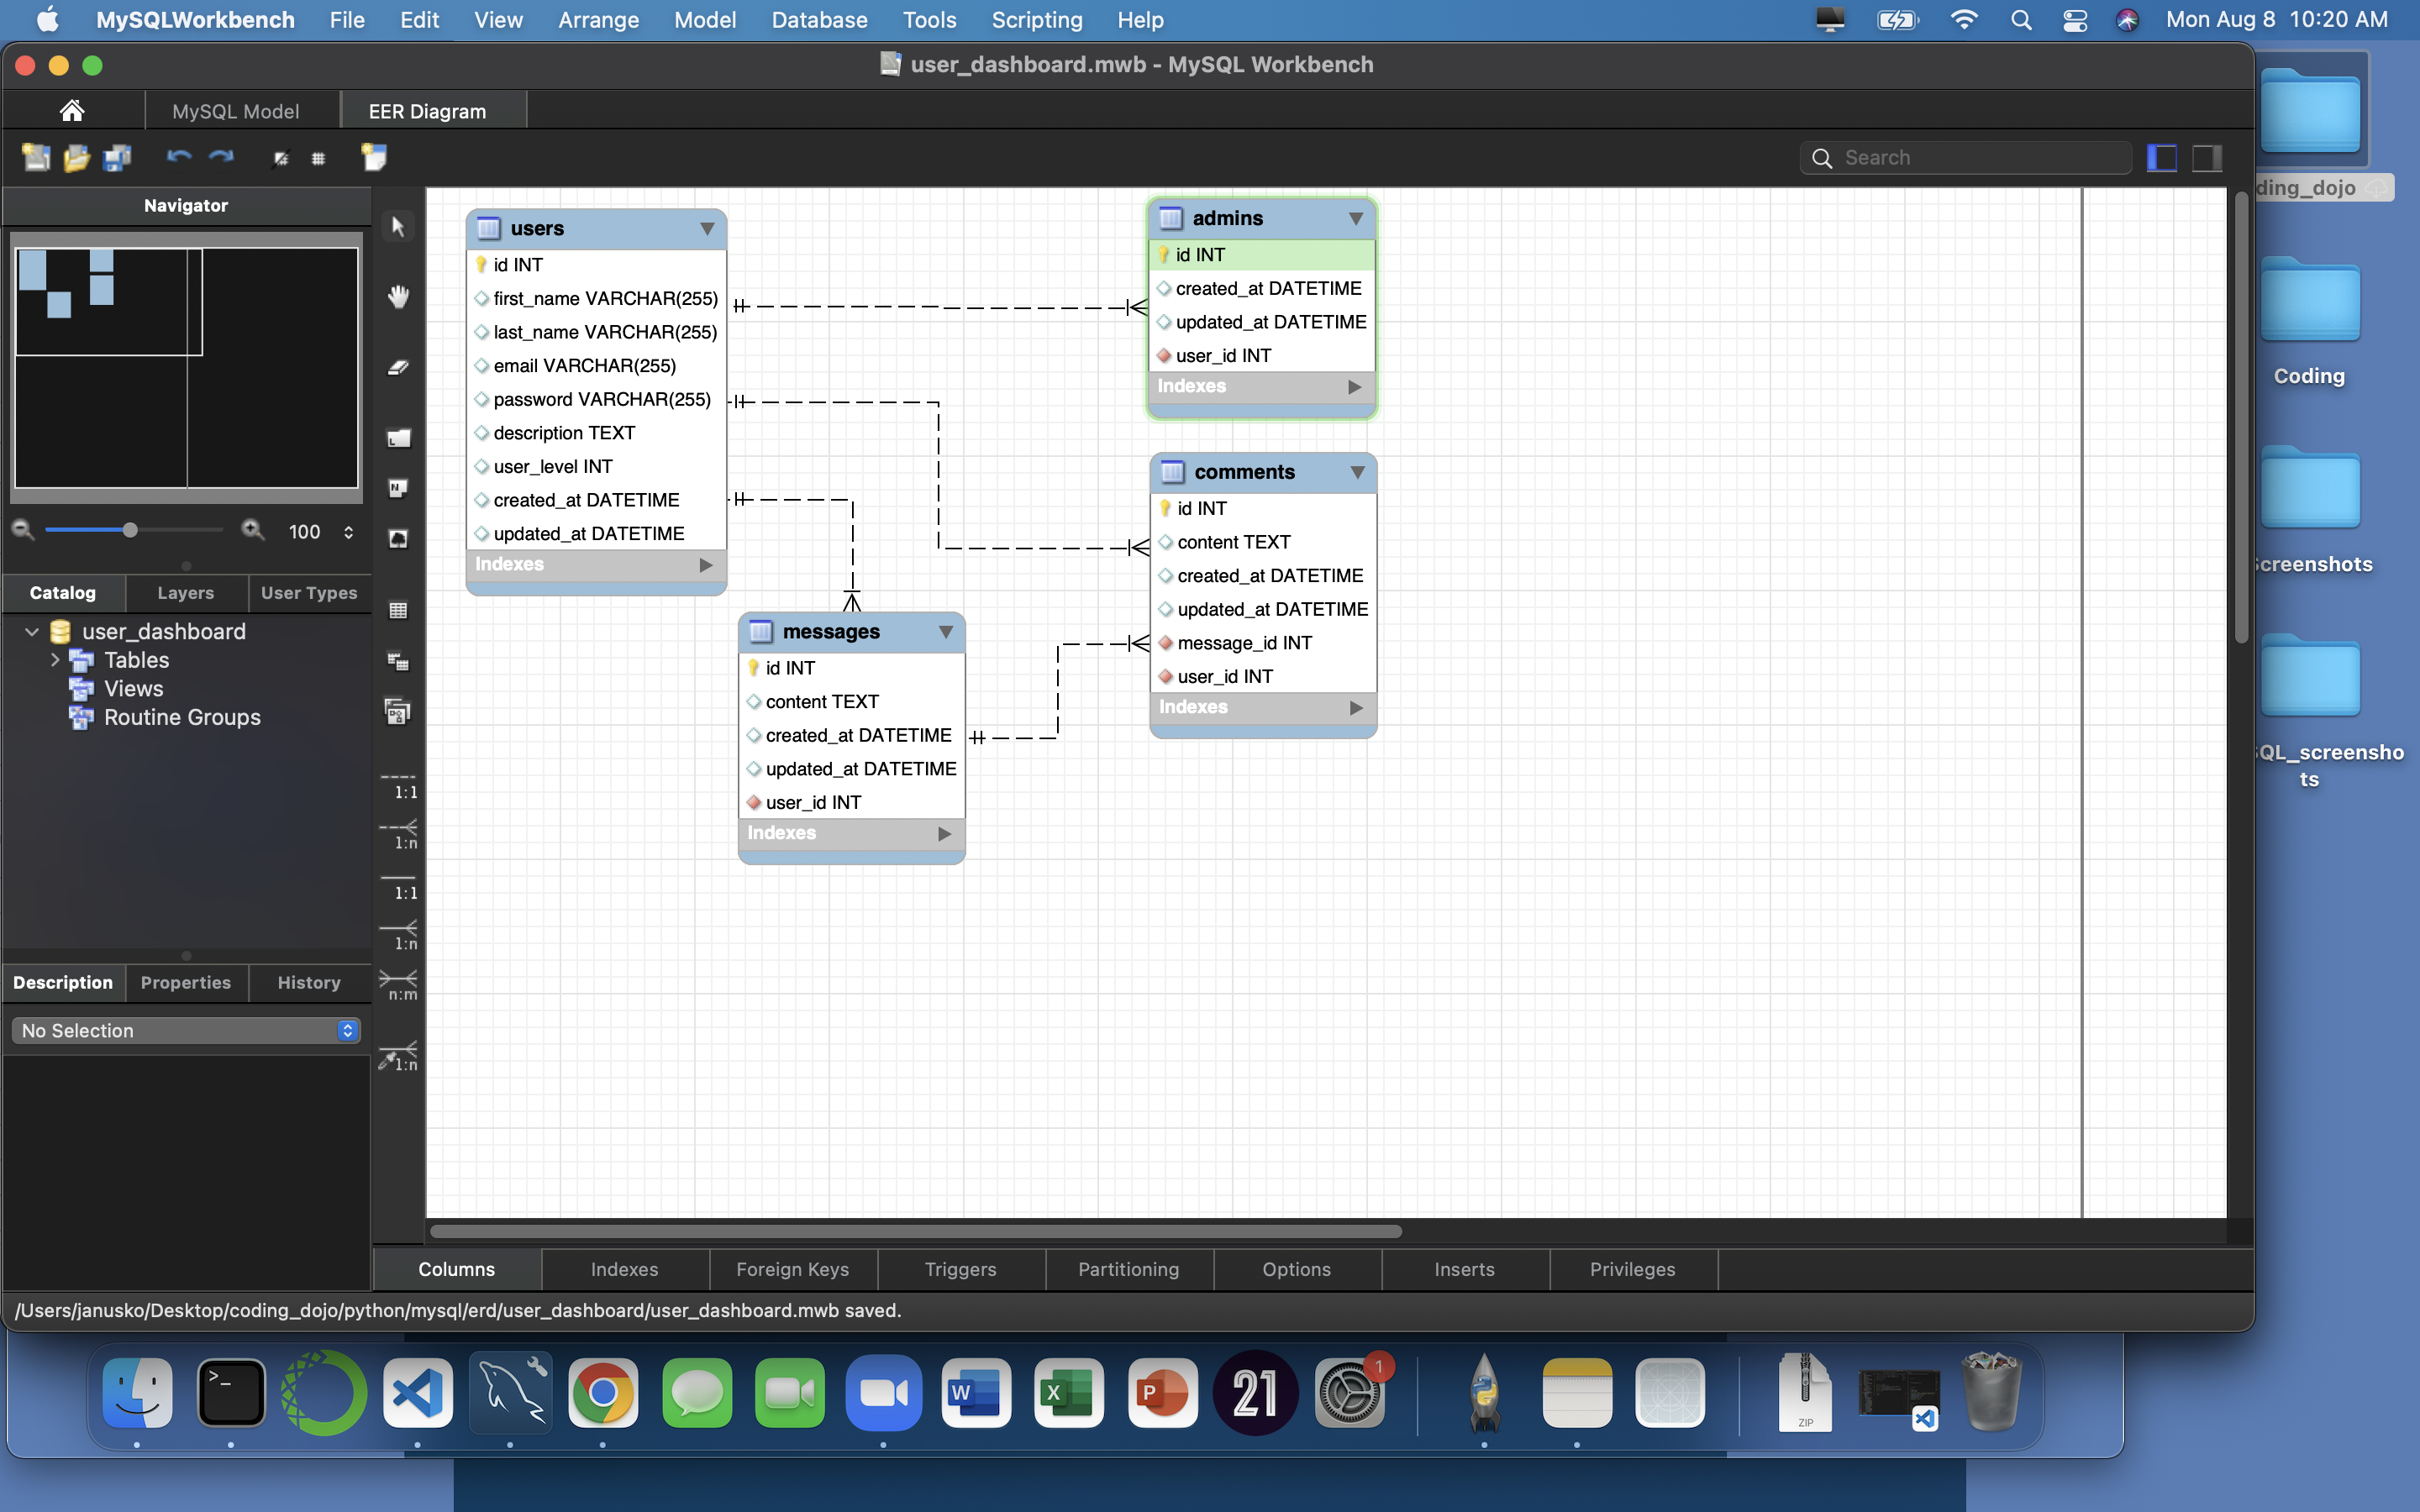 MySQLWorkbench File Edit View Arrange Model Database Tools Scripting Help Mon Aug 8 10:20 AM
user_dashboard.mwb - MySQL Workbench
MySQL Model EER Diagram
Search
Navigator
100
Catalog Layers User Types
user_dashboard
Tables
Views
Routine Groups
Description Properties History
No Selection
1:1
1:n
1:1
1:n
n:m
1:n
users
id INT
first_name VARCHAR(255)
last_name VARCHAR(255)
email VARCHAR(255)
password VARCHAR(255)
description TEXT
user_level INT
created_at DATETIME
updated_at DATETIME
Indexes
admins
id INT
created_at DATETIME
updated_at DATETIME
user_id INT
Indexes
comments
id INT
content TEXT
created_at DATETIME
updated_at DATETIME
message_id INT
user_id INT
Indexes
messages
id INT
content TEXT
created_at DATETIME
updated_at DATETIME
user_id INT
Indexes
Columns Indexes Foreign Keys Triggers Partitioning Options Inserts Privileges
/Users/janusko/Desktop/coding_dojo/python/mysql/erd/user_dashboard/user_dashboard.mwb saved.
ding_dojo
Coding
creenshots
QL_screensho
ts
>_
W
X
P
21
1
ZIP